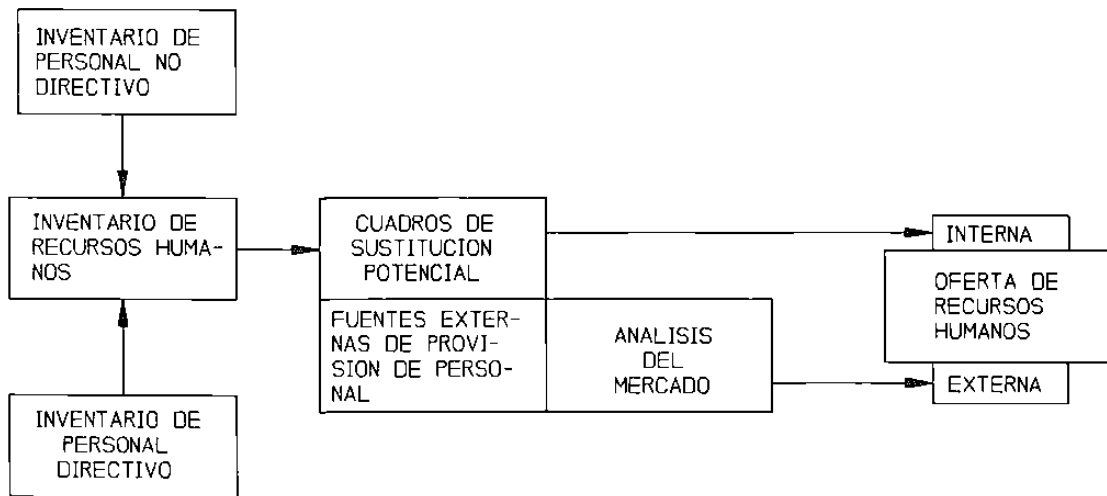 INVENTARIO DE
PERSONAL NO
DIRECTIVO
INVENTARIO DE
RECURSOS HUMA-
NOS
INVENTARIO DE
PERSONAL
DIRECTIVO
CUADROS DE
SUSTITUCION
POTENCIAL
FUENTES EXTER-
NAS DE PROVI-
SION DE PERSO-
NAL
ANALISIS
DEL
MERCADO
INTERNA
OFERTA DE
RECURSOS
HUMANOS
EXTERNA